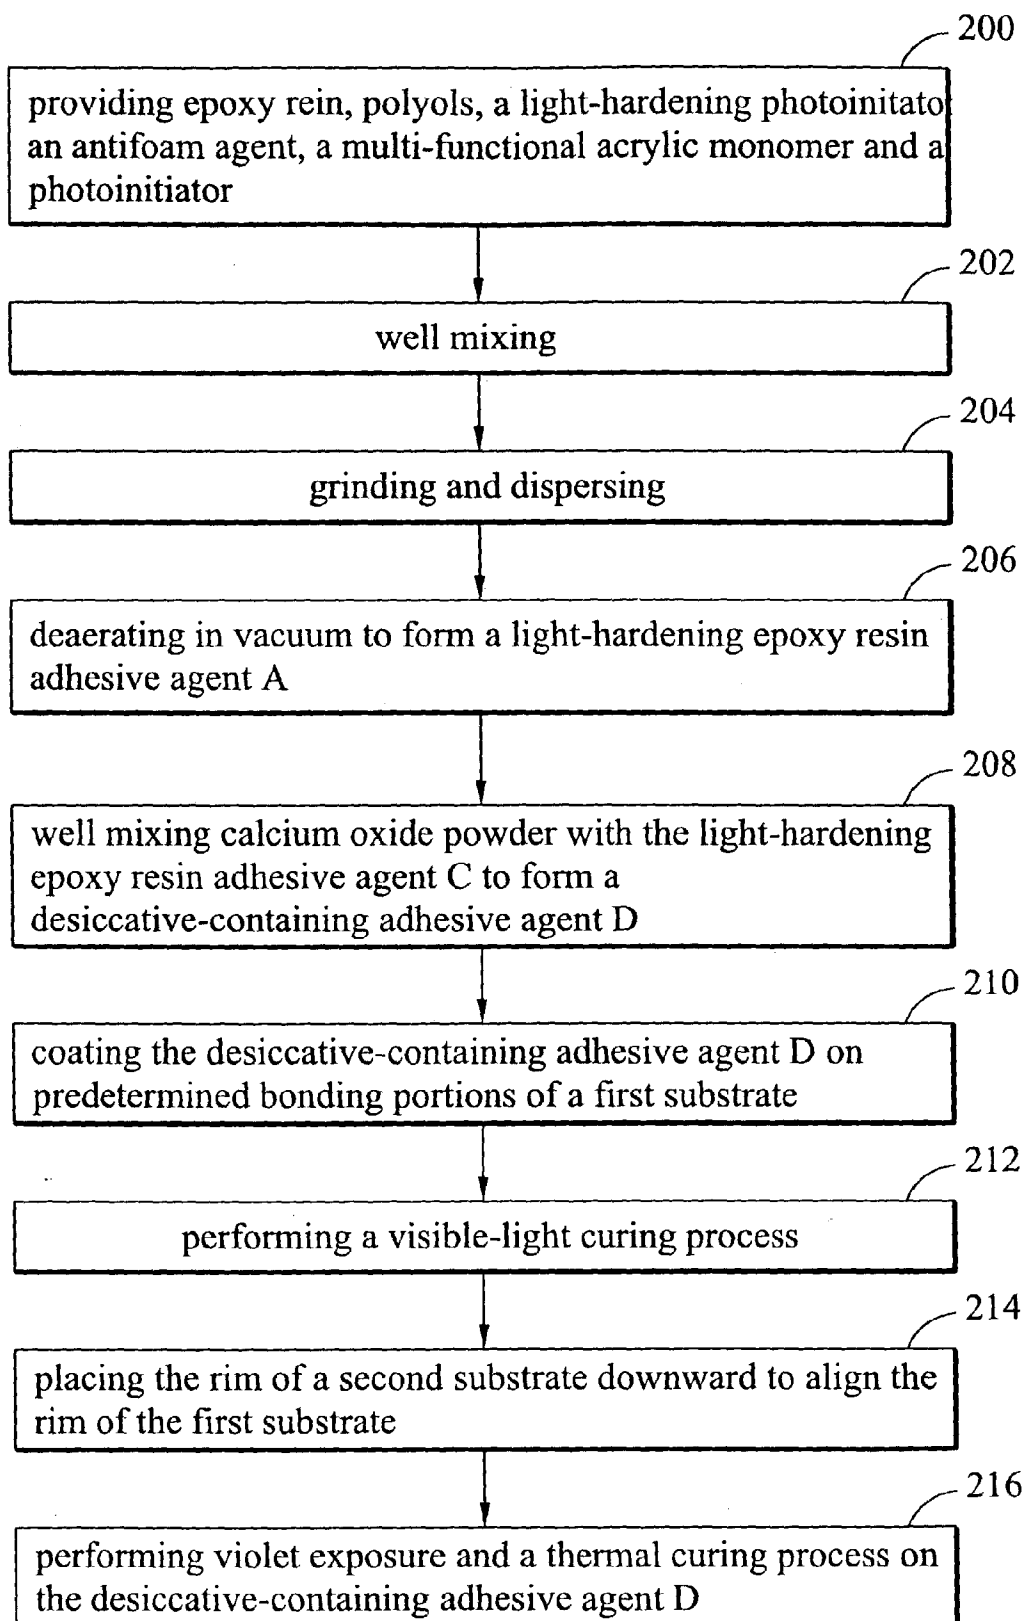 200
providing epoxy rein, polyols, a light-hardening photoinitato
an antifoam agent, a multi-functional acrylic monomer and a
photoinitiator
202
well mixing
204
grinding and dispersing
206
deaerating in vacuum to form a light-hardening epoxy resin
adhesive agent A
208
well mixing calcium oxide powder with the light-hardening
epoxy resin adhesive agent C to form a
desiccative-containing adhesive agent D
210
coating the desiccative-containing adhesive agent D on
predetermined bonding portions of a first substrate
212
performing a visible-light curing process
214
placing the rim of a second substrate downward to align the
rim of the first substrate
216
performing violet exposure and a thermal curing process on
the desiccative-containing adhesive agent D